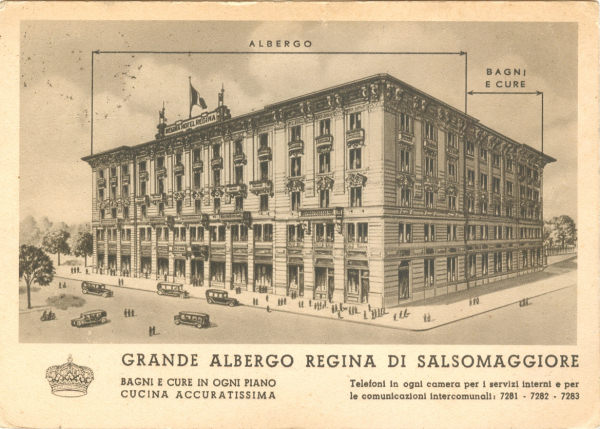 ALBERGO
BAGNI
E CURE
GRANDE ALBERGO REGINA DI SALSOMAGGIORE
BAGNI E CURE IN OGNI PIANO
CUCINA ACCURATISSIMA
Telefoni in ogni camera per i servizi interni e per
le comunicazioni intercomunali: 7281 - 7282 - 7283